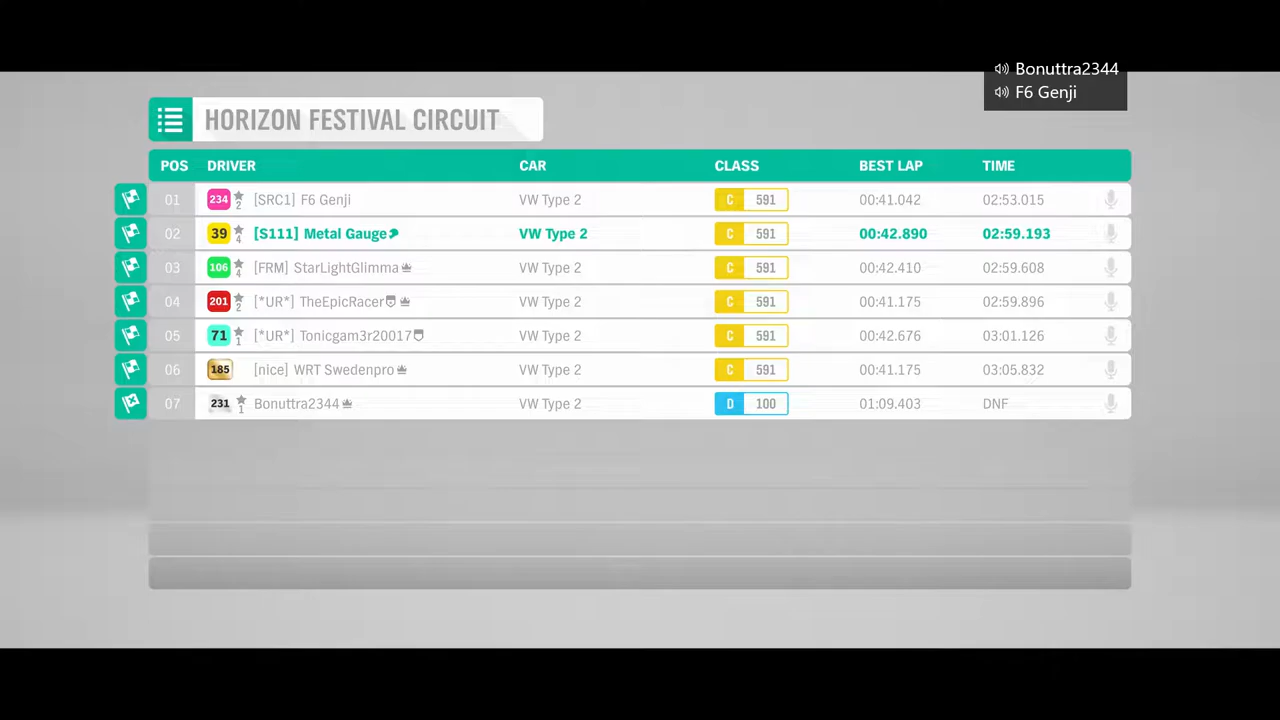 Bonuttra2344
F6 Genji
HORIZON FESTIVAL CIRCUIT
POS DRIVER CAR CLASS BEST LAP TIME
01 234 2 [SRC1] F6 Genji VW Type 2 C 591 00:41.042 02:53.015
02 39 4 [S111] Metal Gauge VW Type 2 C 591 00:42.890 02:59.193
03 106 4 [FRM] StarLightGlimma VW Type 2 C 591 00:42.410 02:59.608
04 201 2 [*UR*] TheEpicRacer VW Type 2 C 591 00:41.175 02:59.896
05 71 1 [*UR*] Tonicgam3r20017 VW Type 2 C 591 00:42.676 03:01.126
06 185 [nice] WRT Swedenpro VW Type 2 C 591 00:41.175 03:05.832
07 231 1 Bonuttra2344 VW Type 2 D 100 01:09.403 DNF